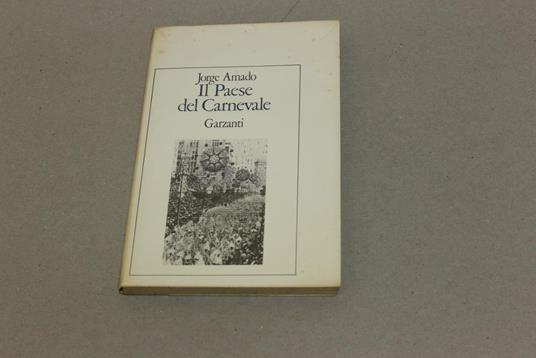 Jorge Amado
Il Paese
del Carnevale
Garzanti